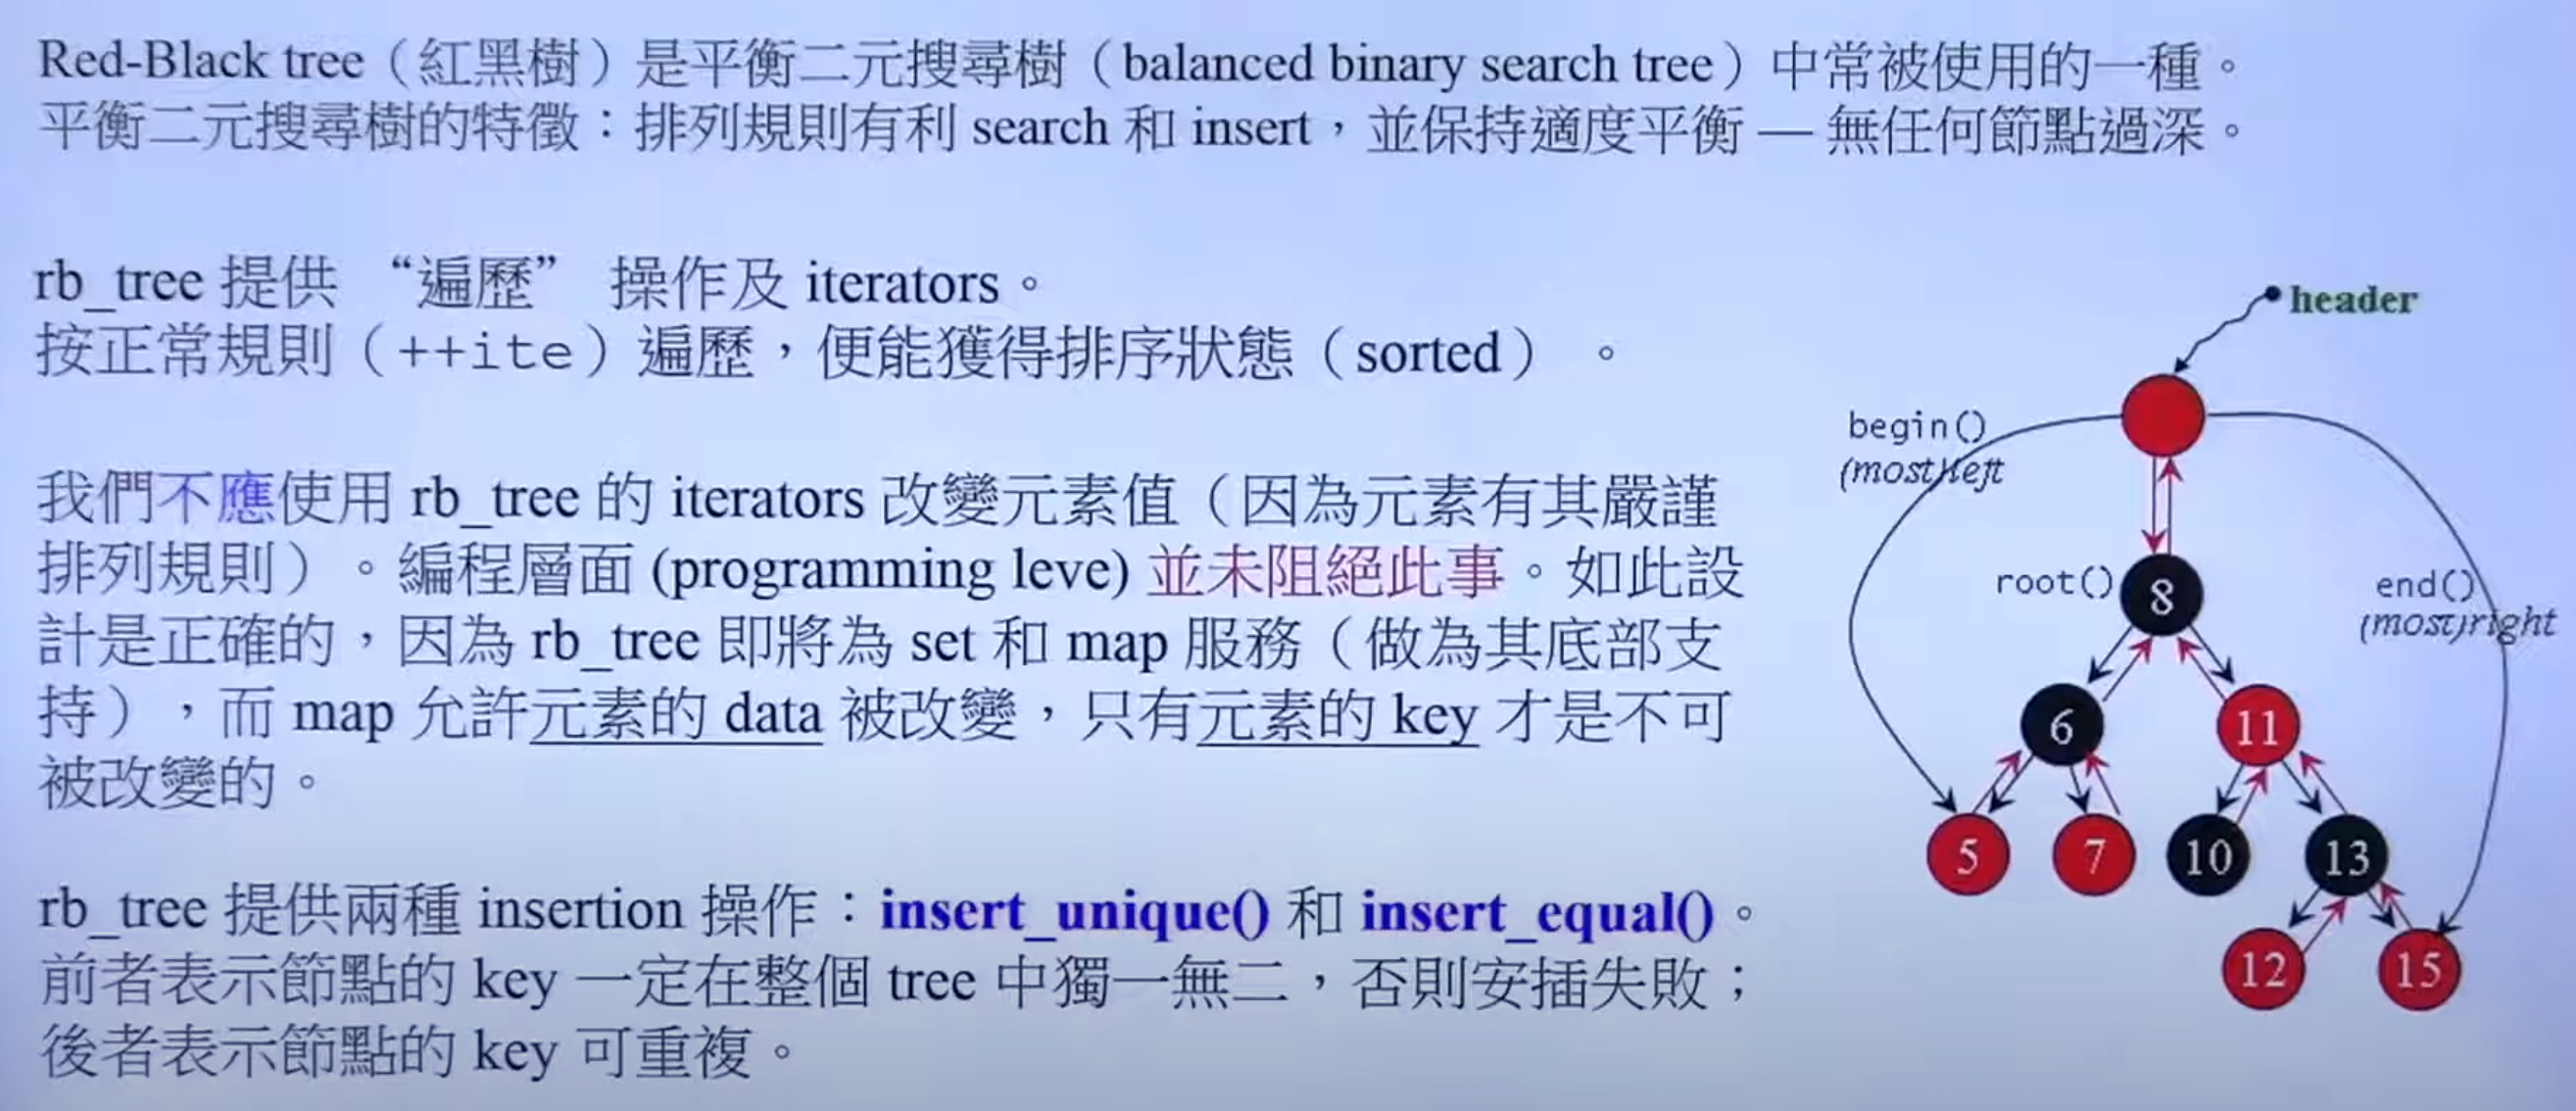 Red-Black tree（紅黑樹）是平衡二元搜尋樹（balanced binary search tree）中常被使用的一種。
平衡二元搜尋樹的特徵：排列規則有利 search 和 insert，並保持適度平衡 — 無任何節點過深。
rb_tree 提供 “遍歷” 操作及 iterators。
按正常規則（++ite）遍歷，便能獲得排序狀態（sorted） 。
我們不應使用 rb_tree 的 iterators 改變元素值（因為元素有其嚴謹
排列規則）。編程層面 (programming leve) 並未阻絕此事。如此設
計是正確的，因為 rb_tree 即將為 set 和 map 服務（做為其底部支
持），而 map 允許元素的 data 被改變，只有元素的 key 才是不可
被改變的。
rb_tree 提供兩種 insertion 操作：insert_unique() 和 insert_equal()。
前者表示節點的 key 一定在整個 tree 中獨一無二，否則安插失敗；
後者表示節點的 key 可重複。
header
begin()
(most)left
root()
8
end()
(most)right
6
11
5
7
10
13
12
15